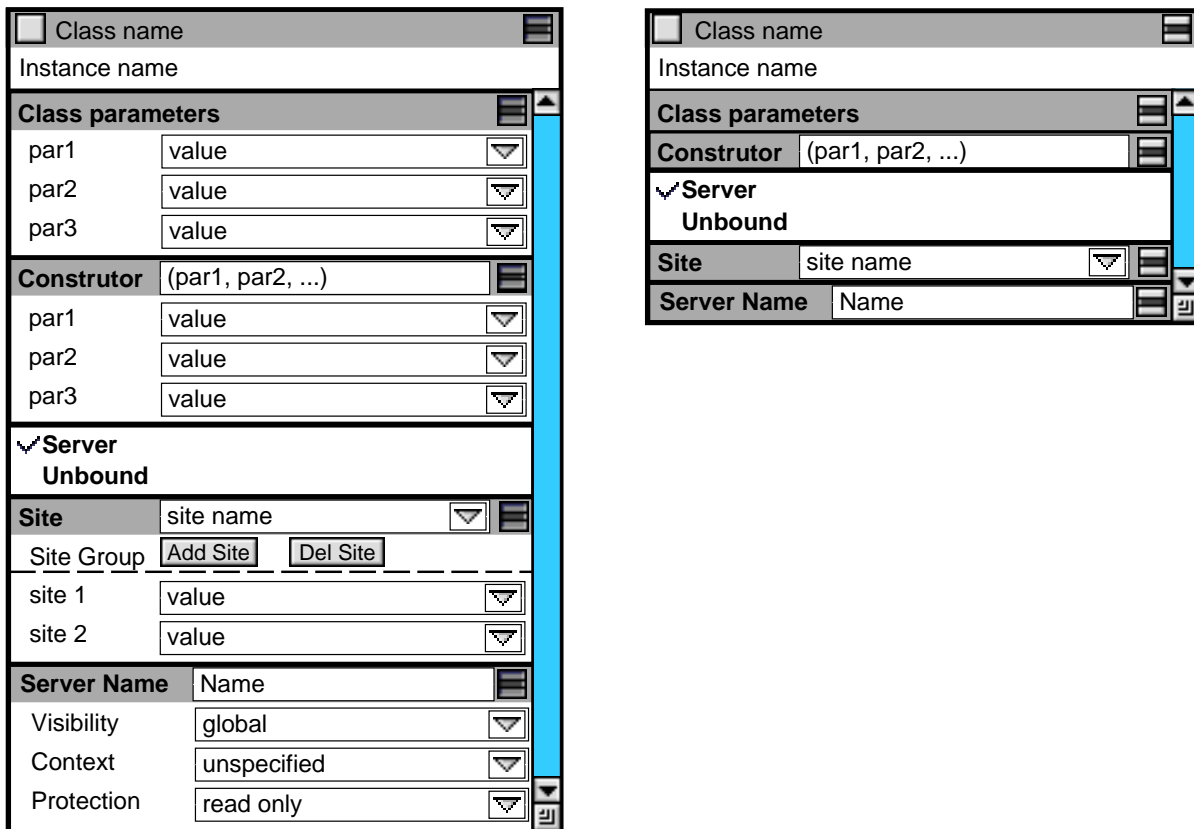 Class name
Instance name
Class parameters
par1 value
par2 value
par3 value
Construtor (par1, par2, ...)
par1 value
par2 value
par3 value
Server
Unbound
Site site name
Site Group Add Site Del Site
site 1 value
site 2 value
Server Name Name
Visibility global
Context unspecified
Protection read only
Class name
Instance name
Class parameters
Construtor (par1, par2, ...)
Server
Unbound
Site site name
Server Name Name